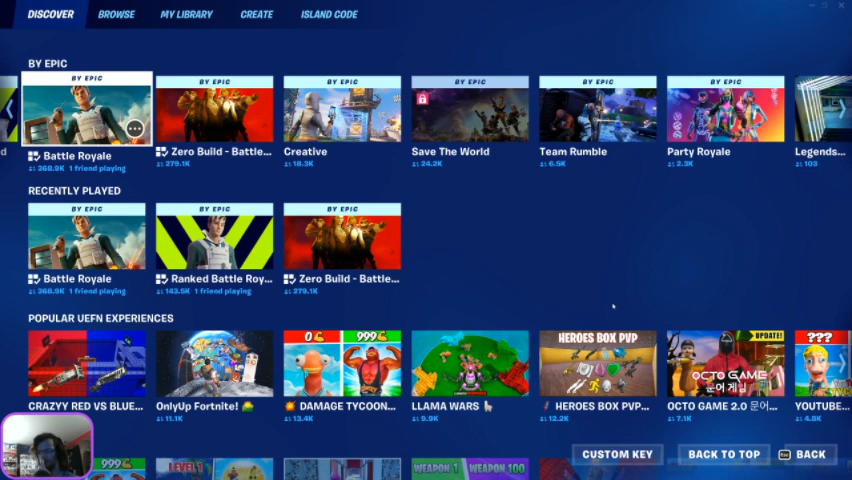 DISCOVER BROWSE MY LIBRARY CREATE ISLAND CODE
BY EPIC
BY EPIC BY EPIC BY EPIC BY EPIC BY EPIC BY EPIC
d Battle Royale Zero Build - Battle... Creative Save The World Team Rumble Party Royale Legends...
368.9K 1 friend playing 279.1K 18.3K 24.2K 6.5K 2.3K 103
RECENTLY PLAYED
BY EPIC BY EPIC BY EPIC
Battle Royale Ranked Battle Roy... Zero Build - Battle...
368.9K 1 friend playing 143.5K 1 friend playing 279.1K
POPULAR UEFN EXPERIENCES
0 999 HEROES BOX PVP UPDATE! ???
OCTO GAME
문어 게임
CRAZYY RED VS BLUE... OnlyUp Fortnite! DAMAGE TYCOON... LLAMA WARS HEROES BOX PVP... OCTO GAME 2.0 문어... YOUTUBE...
11.1K 13.4K 9.9K 12.2K 7.1K 4.8K
CUSTOM KEY BACK TO TOP Esc BACK
999 LEVEL 1 WEAPON 1 WEAPON 100